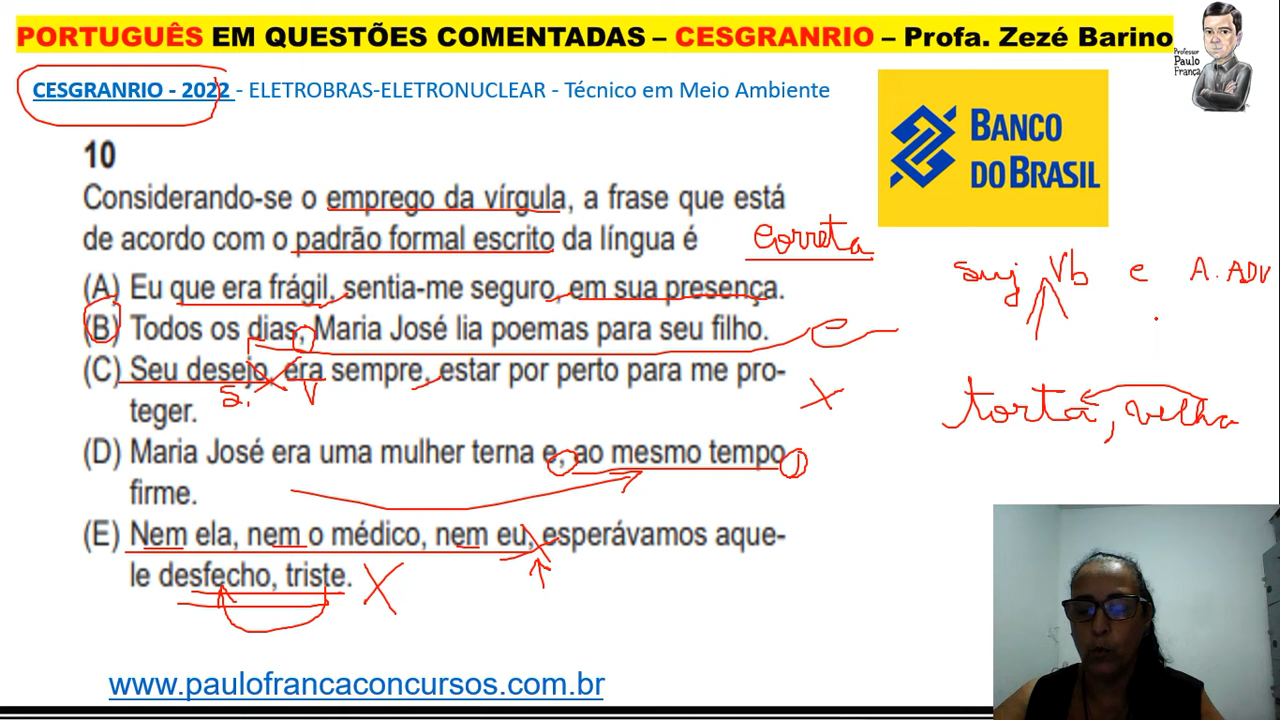 PORTUGUÊS EM QUESTÕES COMENTADAS – CESGRANRIO – Profa. Zezé Barino
Professor
Paulo
França
CESGRANRIO - 2022 - ELETROBRAS-ELETRONUCLEAR - Técnico em Meio Ambiente
BANCO
DO BRASIL
10
Considerando-se o emprego da vírgula, a frase que está
de acordo com o padrão formal escrito da língua é
correta
(A) Eu que era frágil, sentia-me seguro, em sua presença.
(B) Todos os dias, Maria José lia poemas para seu filho.
(C) Seu desejo, era sempre, estar por perto para me pro-
teger.
(D) Maria José era uma mulher terna e, ao mesmo tempo
firme.
(E) Nem ela, nem o médico, nem eu, esperávamos aque-
le desfecho, triste.
suj Vb e A. ADV
S. V
torta, velha
www.paulofrancaconcursos.com.br